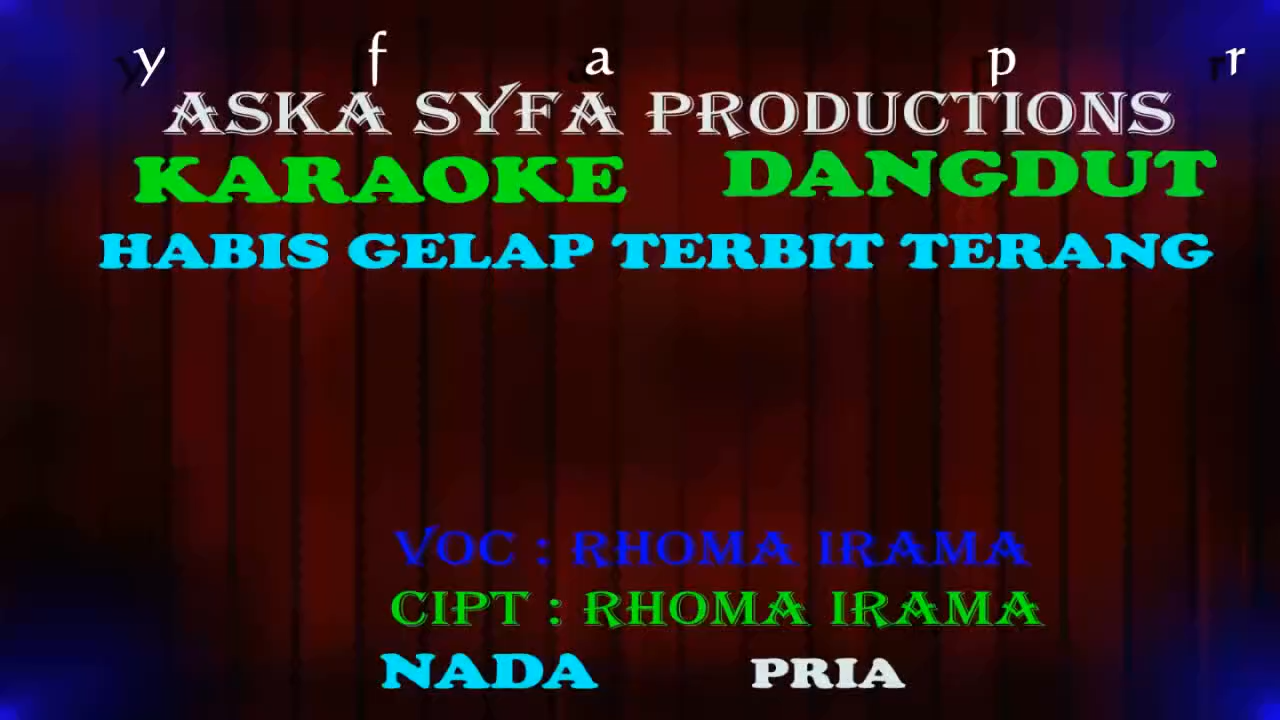 y f a p r
ASKA SYFA PRODUCTIONS
KARAOKE DANGDUT
HABIS GELAP TERBIT TERANG
VOC : RHOMA IRAMA
CIPT : RHOMA IRAMA
NADA PRIA